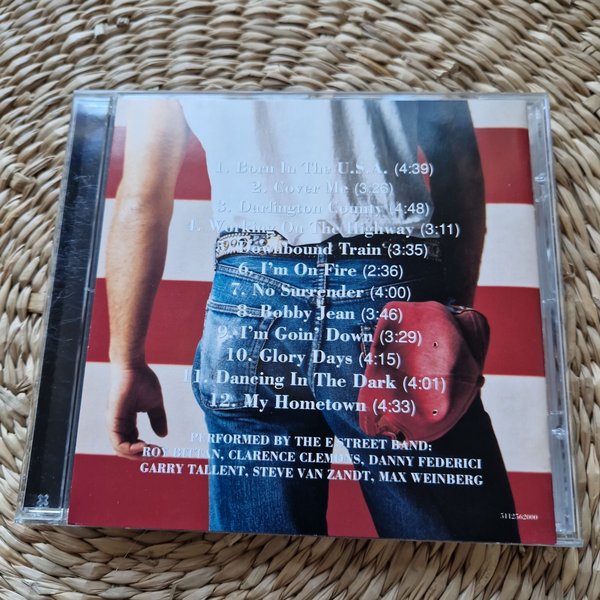 1. Born In The U.S.A. (4:39)
2. Cover Me (3:26)
3. Darlington County (4:48)
4. Working On The Highway (3:11)
5. Downbound Train (3:35)
6. I'm On Fire (2:36)
7. No Surrender (4:00)
8. Bobby Jean (3:46)
9. I'm Goin' Down (3:29)
10. Glory Days (4:15)
11. Dancing In The Dark (4:01)
12. My Hometown (4:33)
PERFORMED BY THE E STREET BAND:
ROY BITTAN, CLARENCE CLEMONS, DANNY FEDERICI
GARRY TALLENT, STEVE VAN ZANDT, MAX WEINBERG
5112562000